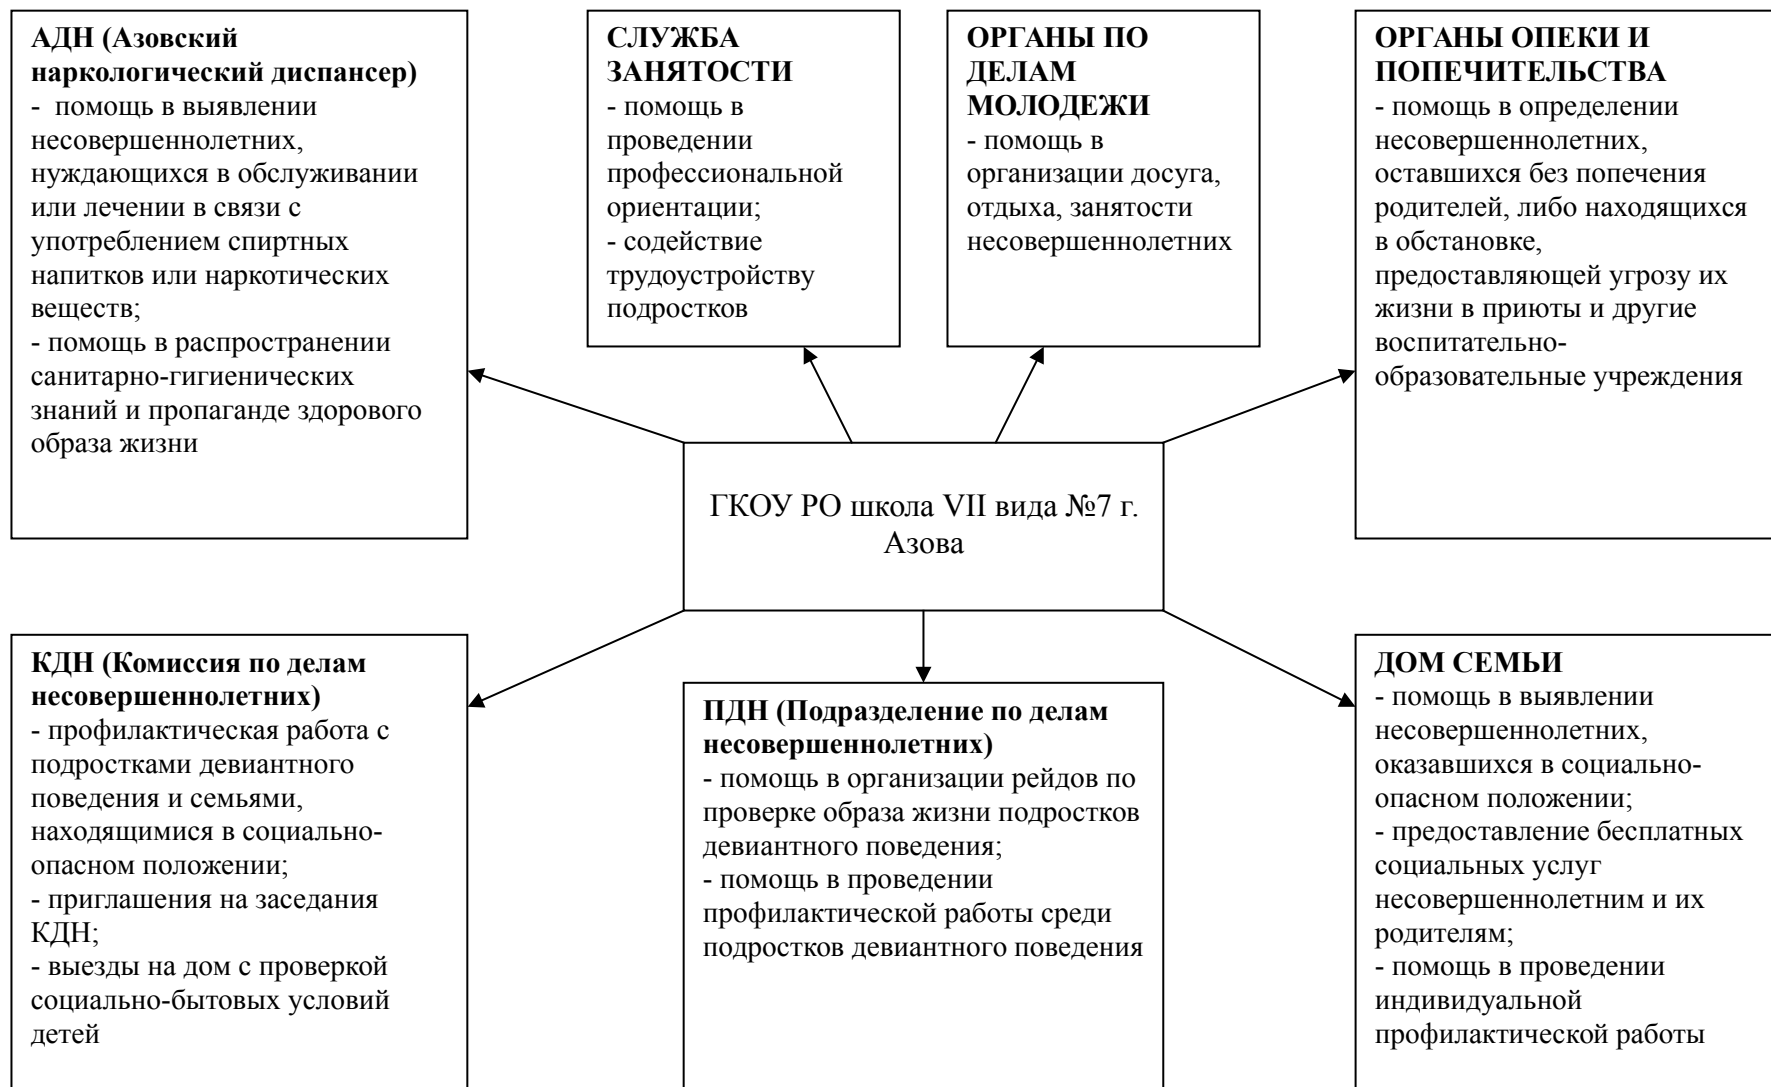 АДН (Азовский
наркологический диспансер)
- помощь в выявлении
несовершеннолетних,
нуждающихся в обслуживании
или лечении в связи с
употреблением спиртных
напитков или наркотических
веществ;
- помощь в распространении
санитарно-гигиенических
знаний и пропаганде здорового
образа жизни
СЛУЖБА
ЗАНЯТОСТИ
- помощь в
проведении
профессиональной
ориентации;
- содействие
трудоустройству
подростков
ОРГАНЫ ПО
ДЕЛАМ
МОЛОДЕЖИ
- помощь в
организации досуга,
отдыха, занятости
несовершеннолетних
ОРГАНЫ ОПЕКИ И
ПОПЕЧИТЕЛЬСТВА
- помощь в определении
несовершеннолетних,
оставшихся без попечения
родителей, либо находящихся
в обстановке,
предоставляющей угрозу их
жизни в приюты и другие
воспитательно-
образовательные учреждения
ГКОУ РО школа VII вида №7 г.
Азова
КДН (Комиссия по делам
несовершеннолетних)
- профилактическая работа с
подростками девиантного
поведения и семьями,
находящимися в социально-
опасном положении;
- приглашения на заседания
КДН;
- выезды на дом с проверкой
социально-бытовых условий
детей
ПДН (Подразделение по делам
несовершеннолетних)
- помощь в организации рейдов по
проверке образа жизни подростков
девиантного поведения;
- помощь в проведении
профилактической работы среди
подростков девиантного поведения
ДОМ СЕМЬИ
- помощь в выявлении
несовершеннолетних,
оказавшихся в социально-
опасном положении;
- предоставление бесплатных
социальных услуг
несовершеннолетним и их
родителям;
- помощь в проведении
индивидуальной
профилактической работы